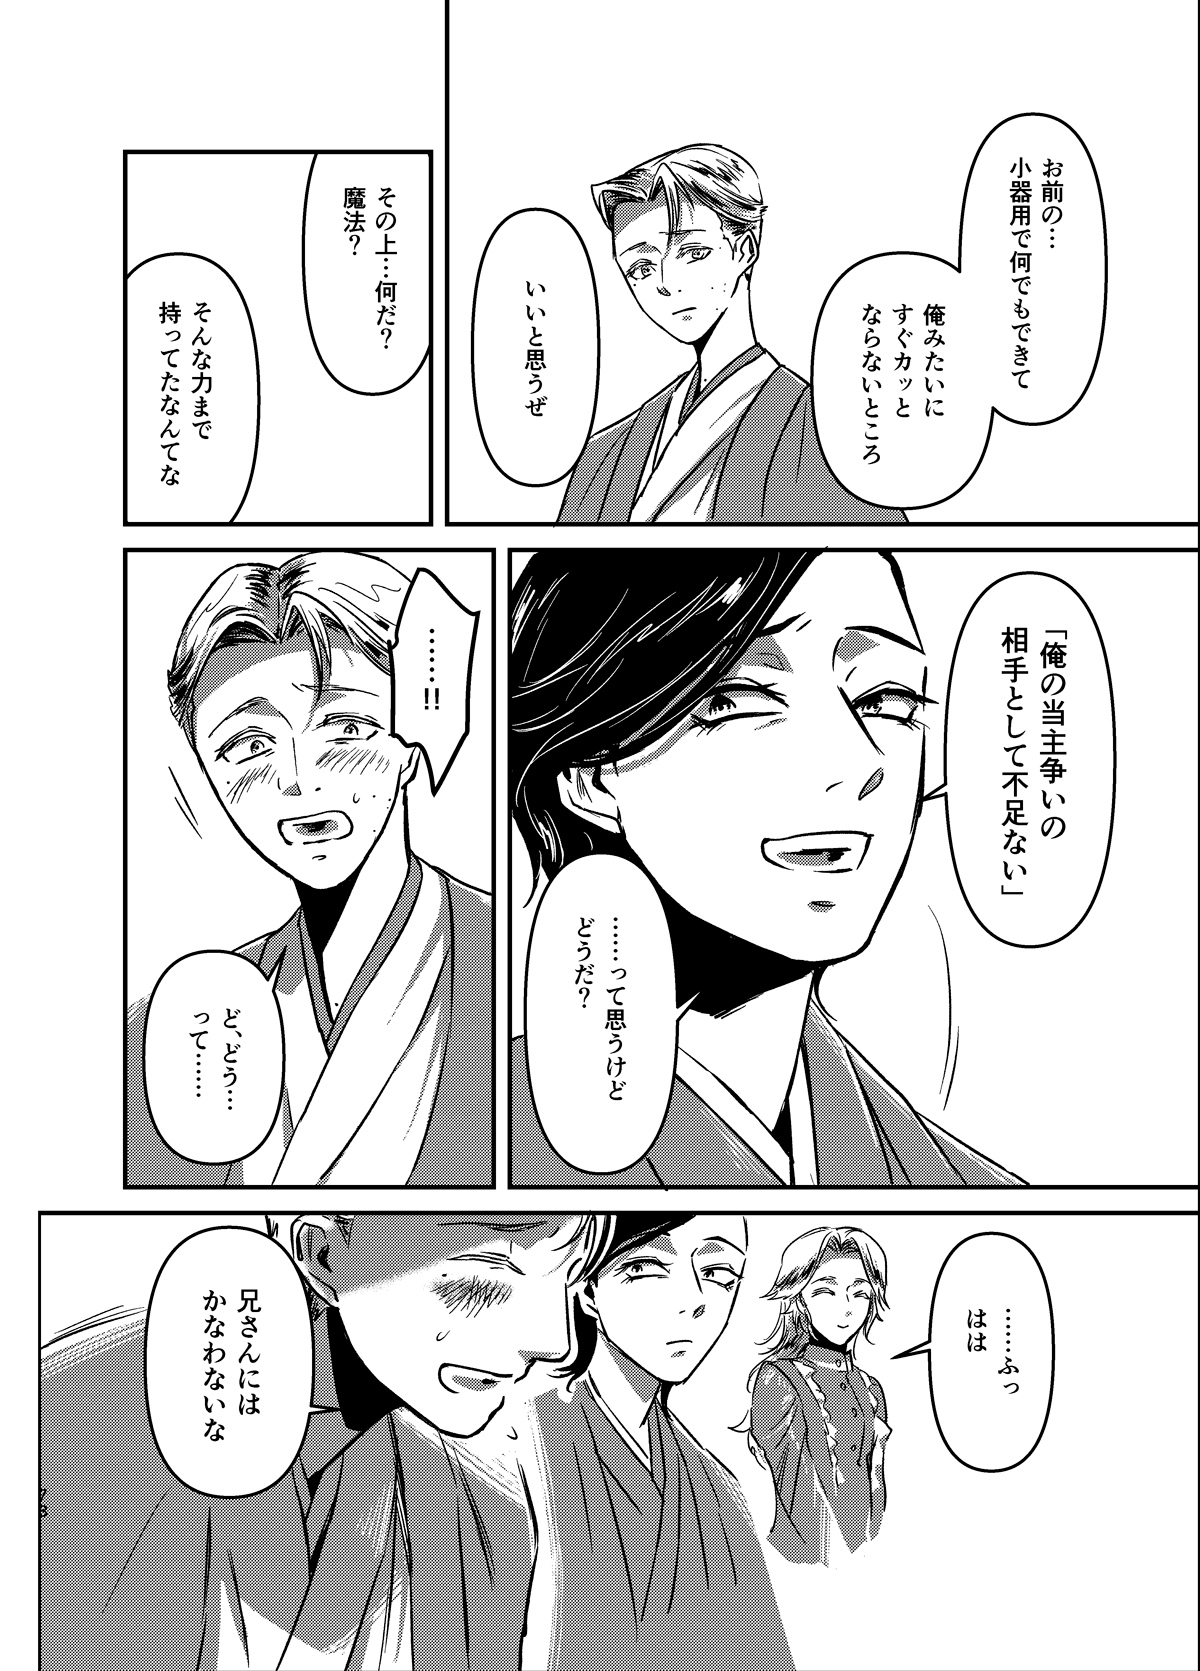 お前の…
小器用で何でもできて
俺みたいに
すぐカッと
ならないところ
いいと思うぜ
その上…何だ？
魔法？
そんな力まで
持ってたなんてな
「俺の当主争いの
相手として不足ない」
……って思うけど
どうだ？
……!!
ど、どう…
って……
……ふっ
はは
兄さんには
かなわないな
78